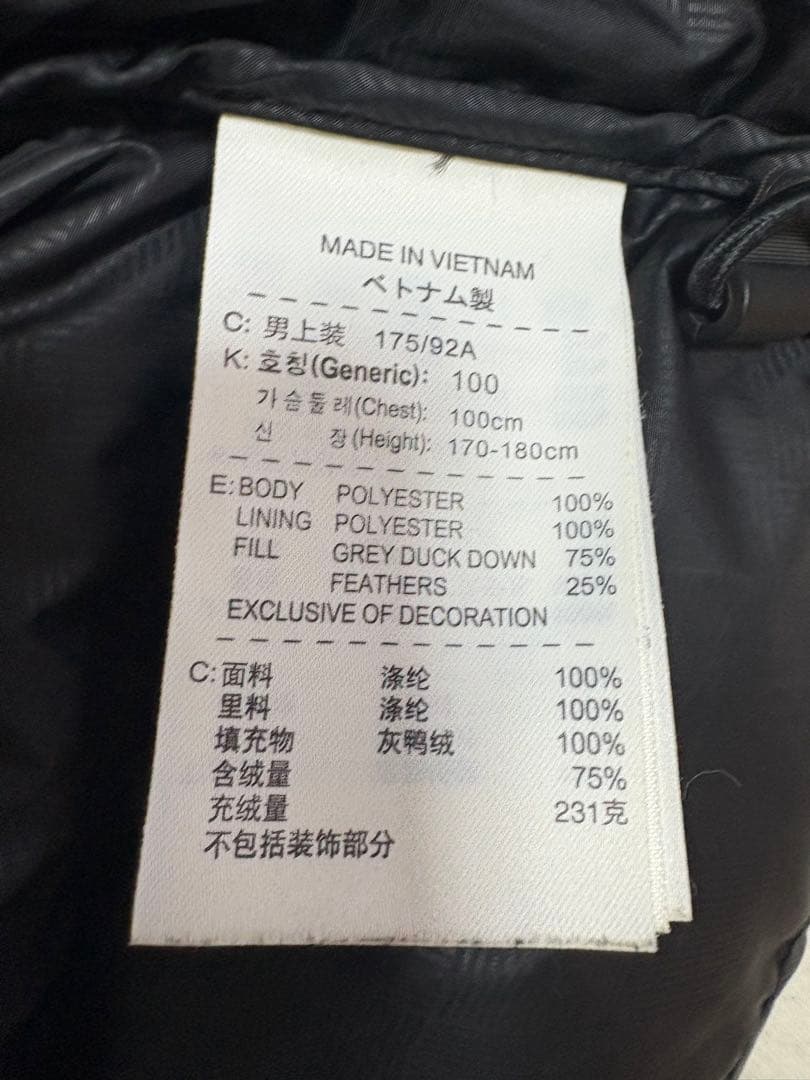 MADE IN VIETNAM
ベトナム製
C: 男上装 175/92A
K: 호칭(Generic): 100
가슴둘레(Chest): 100cm
신 장(Height): 170-180cm
E: BODY POLYESTER 100%
LINING POLYESTER 100%
FILL GREY DUCK DOWN 75%
FEATHERS 25%
EXCLUSIVE OF DECORATION
C: 面料 涤纶 100%
里料 涤纶 100%
填充物 灰鸭绒 100%
含绒量 75%
充绒量 231克
不包括装饰部分